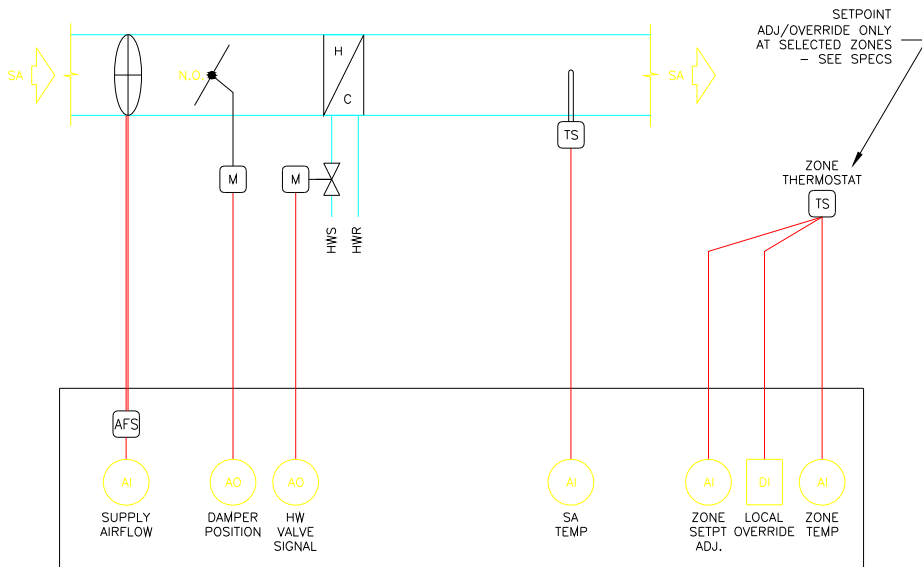 SETPOINT
ADJ/OVERRIDE ONLY
AT SELECTED ZONES
- SEE SPECS
SA
N.O.
H
C
SA
TS
M
M
ZONE
THERMOSTAT
TS
HWS
HWR
AFS
AI
AO
AO
AI
AI
DI
AI
SUPPLY
AIRFLOW
DAMPER
POSITION
HW
VALVE
SIGNAL
SA
TEMP
ZONE
SETPT
ADJ.
LOCAL
OVERRIDE
ZONE
TEMP